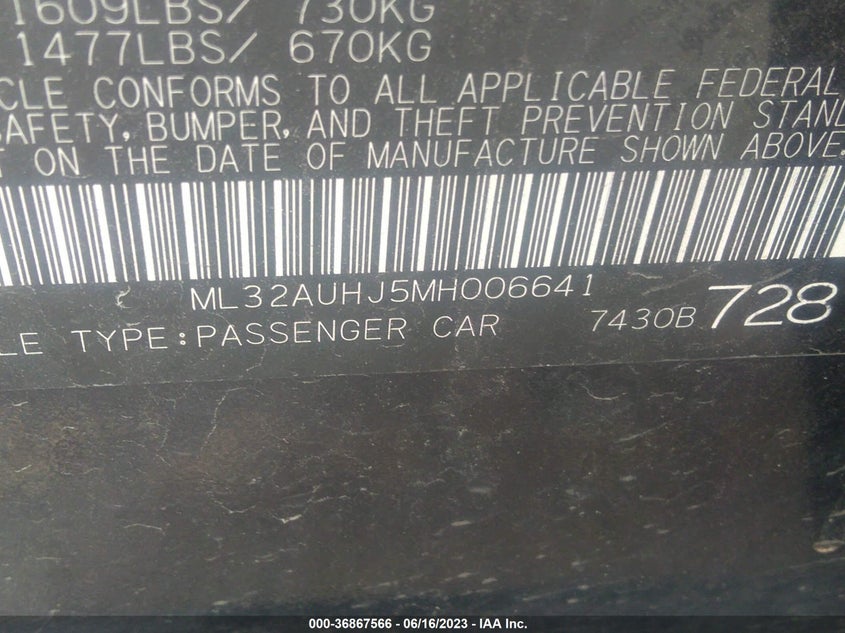 1609LBS/ 730KG
1477LBS/ 670KG
CLE CONFORMS TO ALL APPLICABLE FEDERAL
SAFETY, BUMPER, AND THEFT PREVENTION STAND
T ON THE DATE OF MANUFACTURE SHOWN ABOVE.
ML32AUHJ5MH006641
LE TYPE:PASSENGER CAR 7430B 728
000-36867566 - 06/16/2023 - IAA Inc.